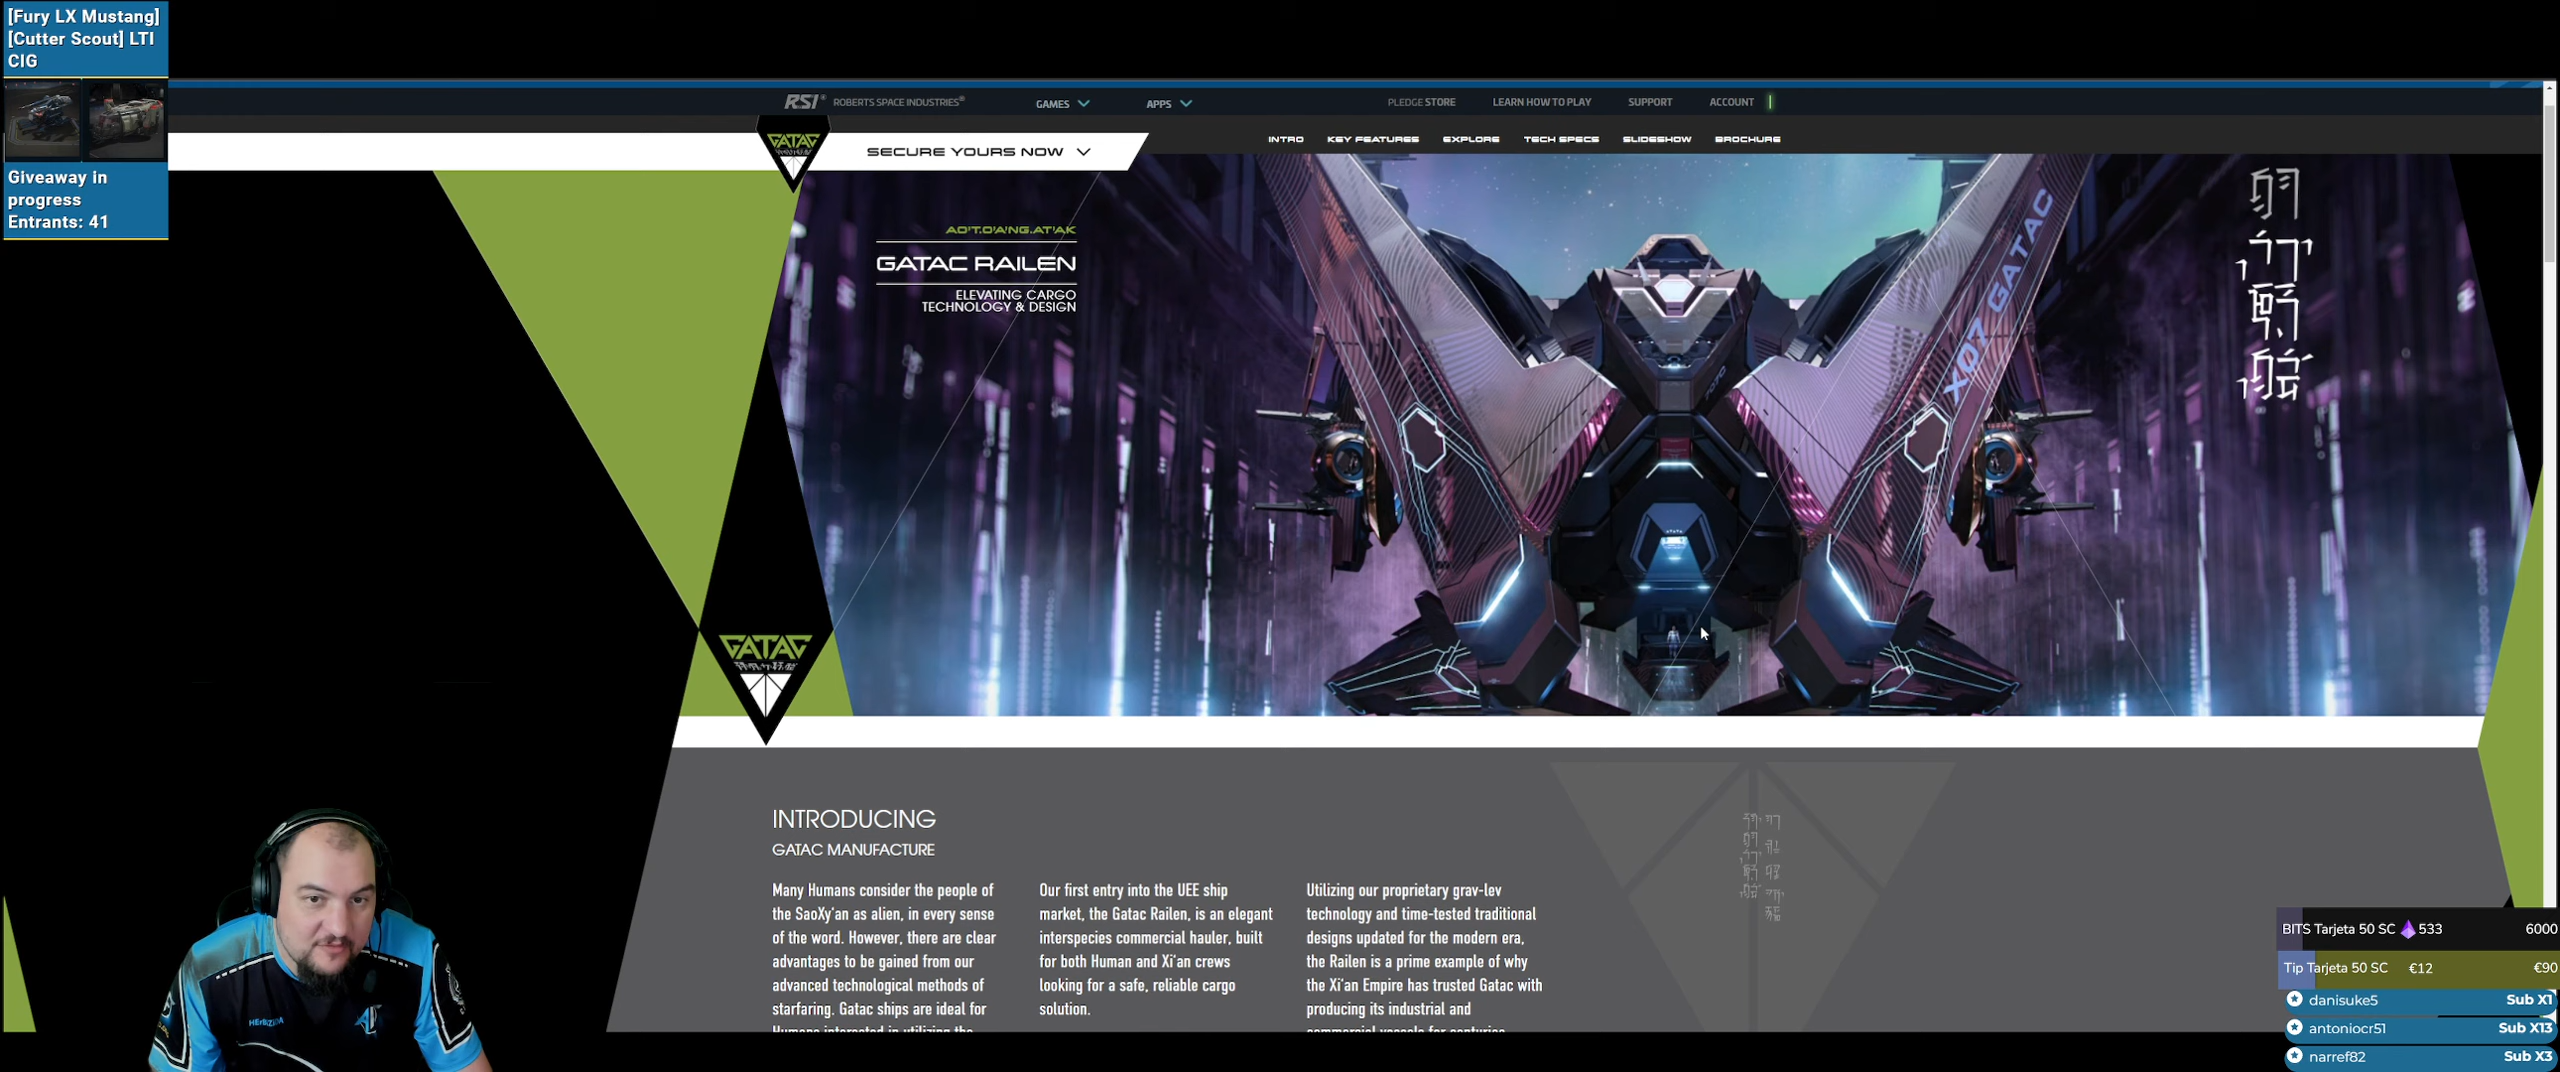 [Fury LX Mustang]
[Cutter Scout] LTI
CIG
Giveaway in
progress
Entrants: 41
RSI ROBERTS SPACE INDUSTRIES®
GAMES
APPS
PLEDGE STORE
LEARN HOW TO PLAY
SUPPORT
ACCOUNT
GATAC
SECURE YOURS NOW
INTRO
KEY FEATURES
EXPLORE
TECH SPECS
SLIDESHOW
BROCHURE
AO'T.O'A'NG.AT'AK
GATAC RAILEN
ELEVATING CARGO
TECHNOLOGY & DESIGN
X07 GATAC
GATAC
INTRODUCING
GATAC MANUFACTURE
Many Humans consider the people of
the SaoXy'an as alien, in every sense
of the word. However, there are clear
advantages to be gained from our
advanced technological methods of
starfaring. Gatac ships are ideal for
Humans interested in utilizing the
Our first entry into the UEE ship
market, the Gatac Railen, is an elegant
interspecies commercial hauler, built
for both Human and Xi'an crews
looking for a safe, reliable cargo
solution.
Utilizing our proprietary grav-lev
technology and time-tested traditional
designs updated for the modern era,
the Railen is a prime example of why
the Xi'an Empire has trusted Gatac with
producing its industrial and
commercial vessels for centuries.
BITS Tarjeta 50 SC 533 6000
Tip Tarjeta 50 SC €12 €90
danisuke5 Sub X1
antoniocr51 Sub X13
narref82 Sub X3